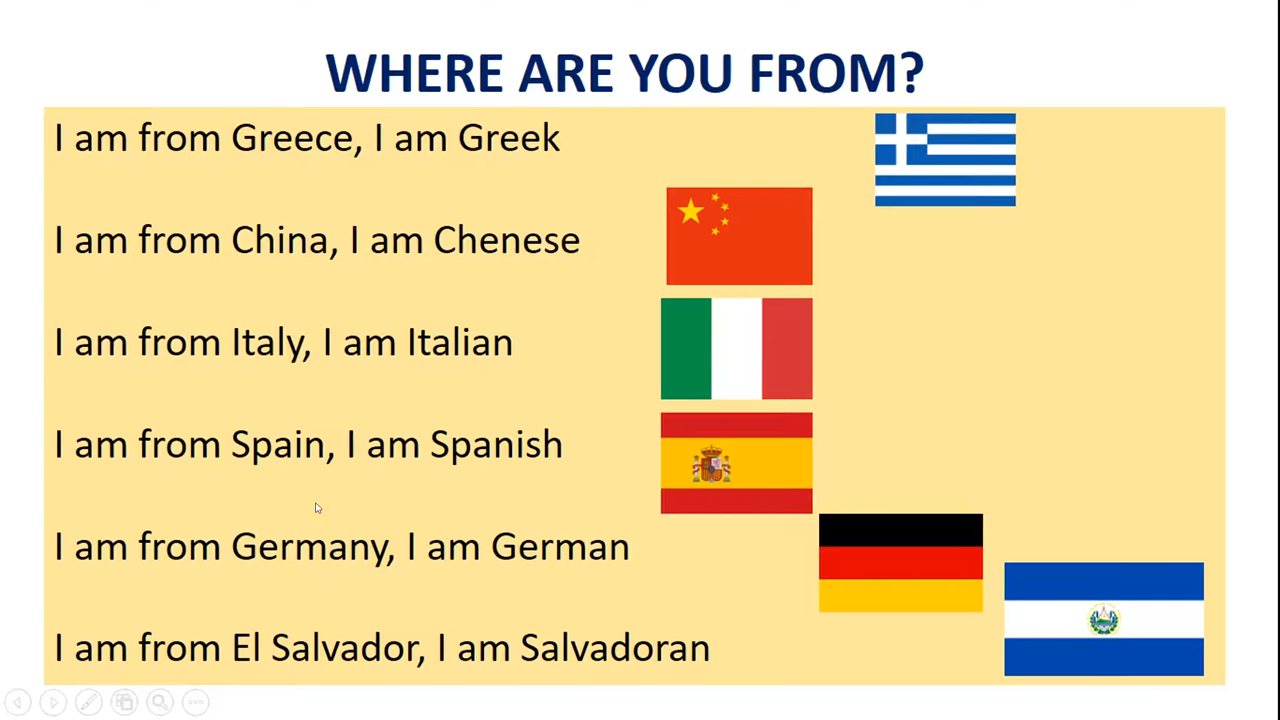 WHERE ARE YOU FROM?
I am from Greece, I am Greek
I am from China, I am Chenese
I am from Italy, I am Italian
I am from Spain, I am Spanish
I am from Germany, I am German
I am from El Salvador, I am Salvadoran